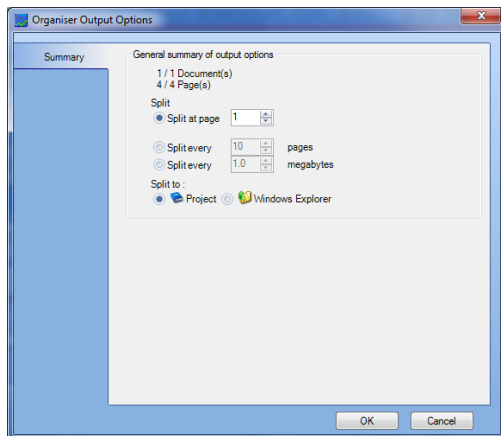 Organiser Output Options
Summary
General summary of output options
1 / 1 Document(s)
4 / 4 Page(s)
Split
Split at page 1
Split every 10 pages
Split every 1.0 megabytes
Split to :
Project Windows Explorer
OK Cancel